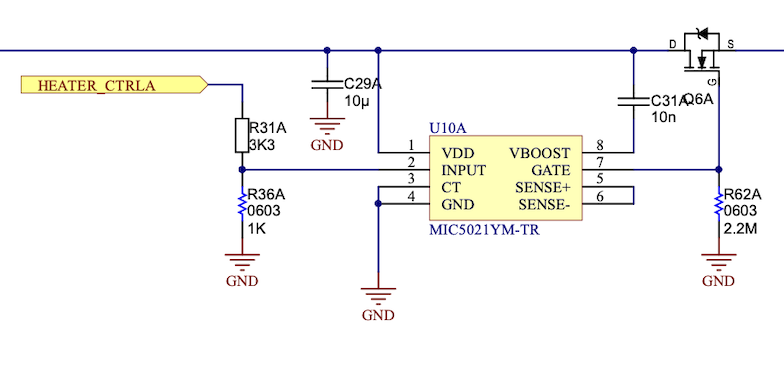 D
S
G
Q6A
HEATER_CTRLA
C29A
10µ
GND
C31A
10n
R31A
3K3
U10A
1 VDD VBOOST 8
2 INPUT GATE 7
3 CT SENSE+ 5
4 GND SENSE- 6
MIC5021YM-TR
R36A
0603
1K
GND
R62A
0603
2.2M
GND
GND